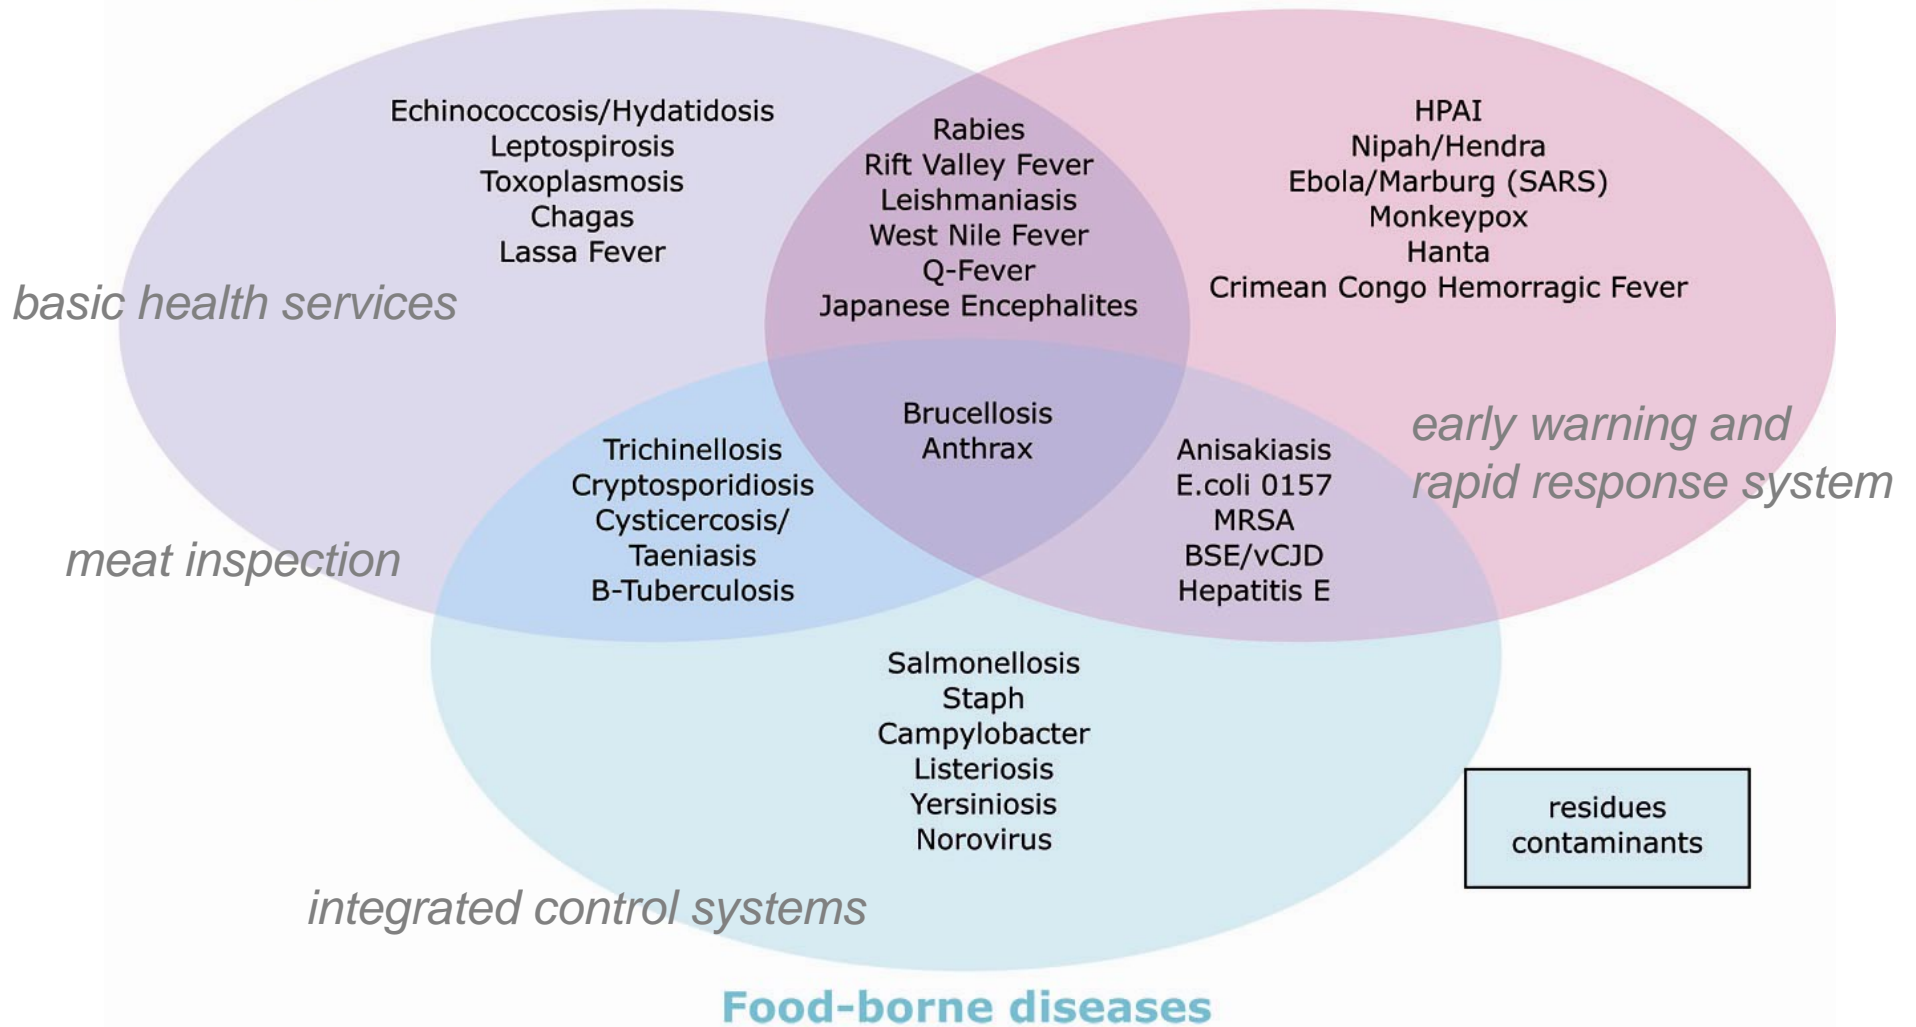 Echinococcosis/Hydatidosis
Leptospirosis
Toxoplasmosis
Chagas
Lassa Fever
Rabies
Rift Valley Fever
Leishmaniasis
West Nile Fever
Q-Fever
Japanese Encephalites
HPAI
Nipah/Hendra
Ebola/Marburg (SARS)
Monkeypox
Hanta
Crimean Congo Hemorragic Fever
basic health services
Brucellosis
Anthrax
early warning and
rapid response system
Trichinellosis
Cryptosporidiosis
Cysticercosis/
Taeniasis
B-Tuberculosis
Anisakiasis
E.coli 0157
MRSA
BSE/vCJD
Hepatitis E
meat inspection
Salmonellosis
Staph
Campylobacter
Listeriosis
Yersiniosis
Norovirus
residues
contaminants
integrated control systems
Food-borne diseases